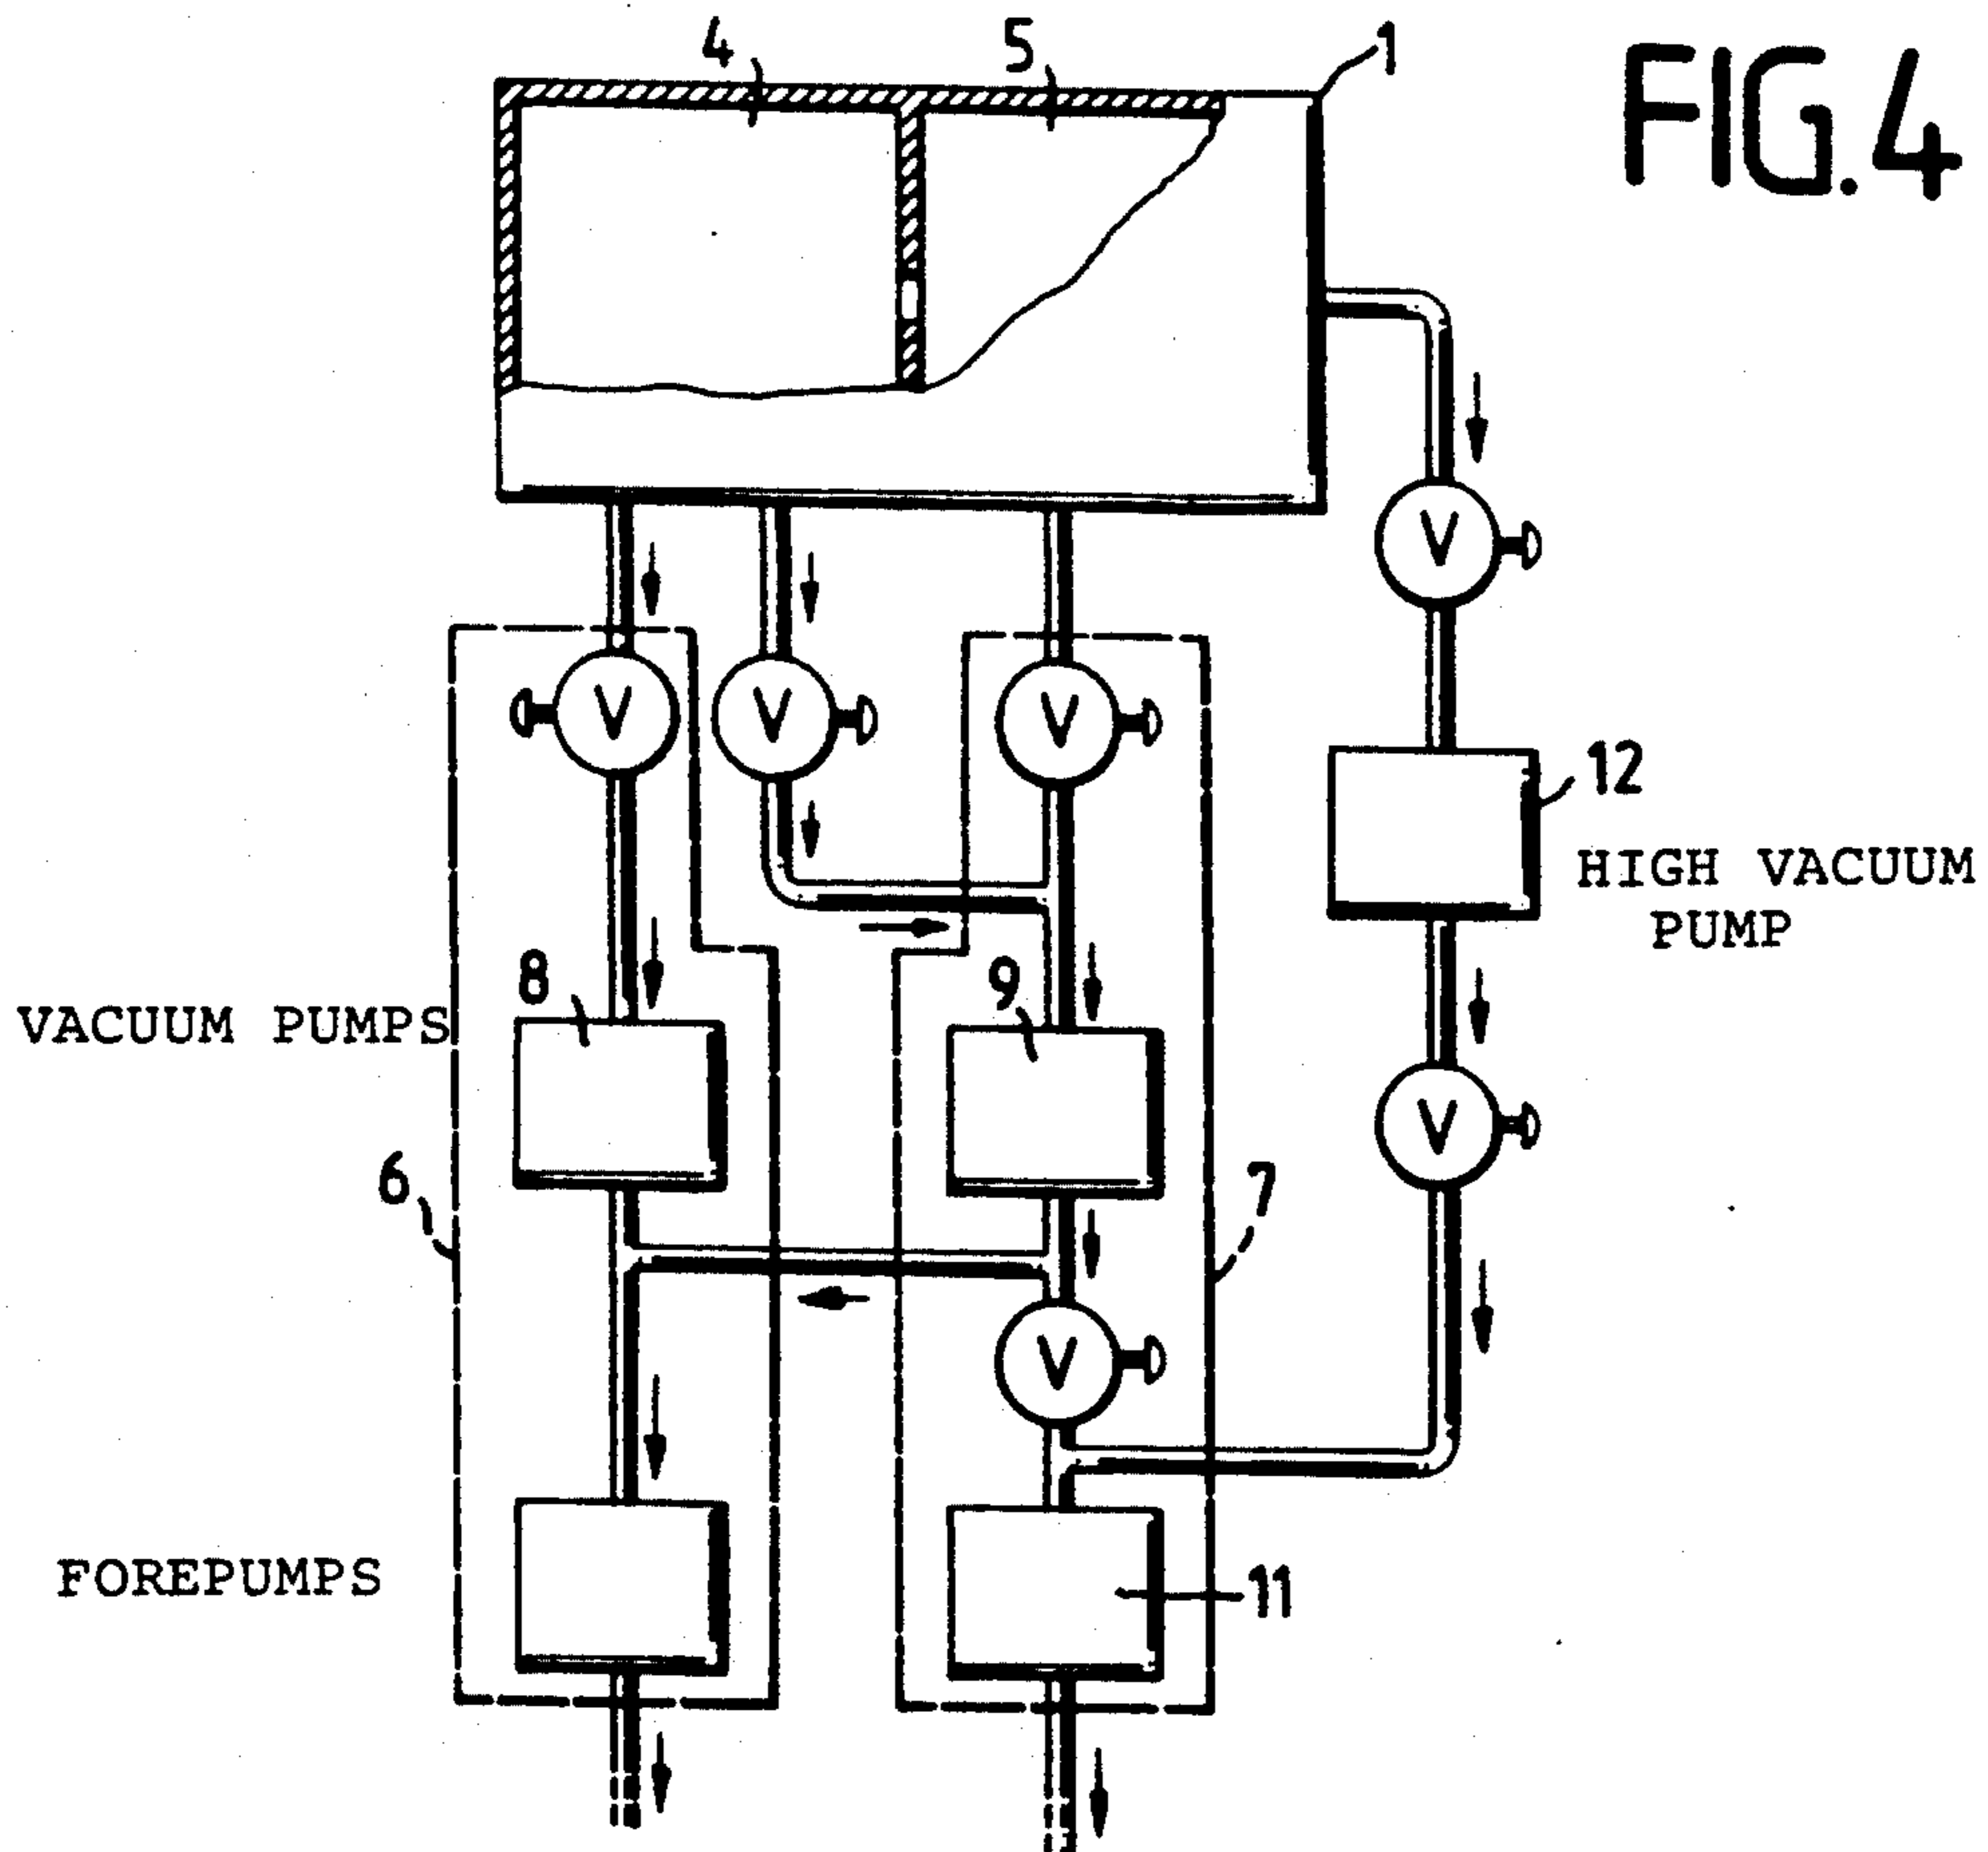 4 5 1
FIG.4
V
V V V
12
HIGH VACUUM
PUMP
8 9
VACUUM PUMPS
V
6 7
V
FOREPUMPS
11